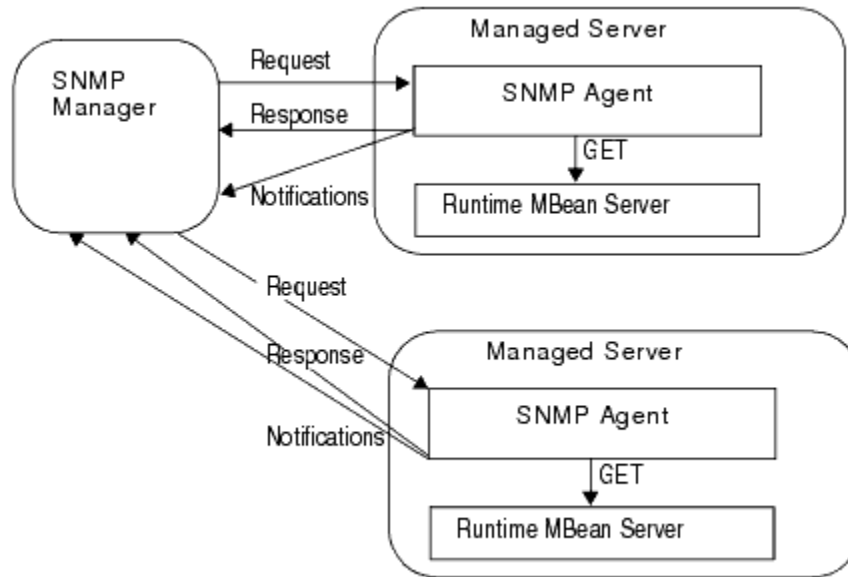 SNMP
Manager
Request
Response
Notifications
Managed Server
SNMP Agent
GET
Runtime MBean Server
Request
Response
Notifications
Managed Server
SNMP Agent
GET
Runtime MBean Server